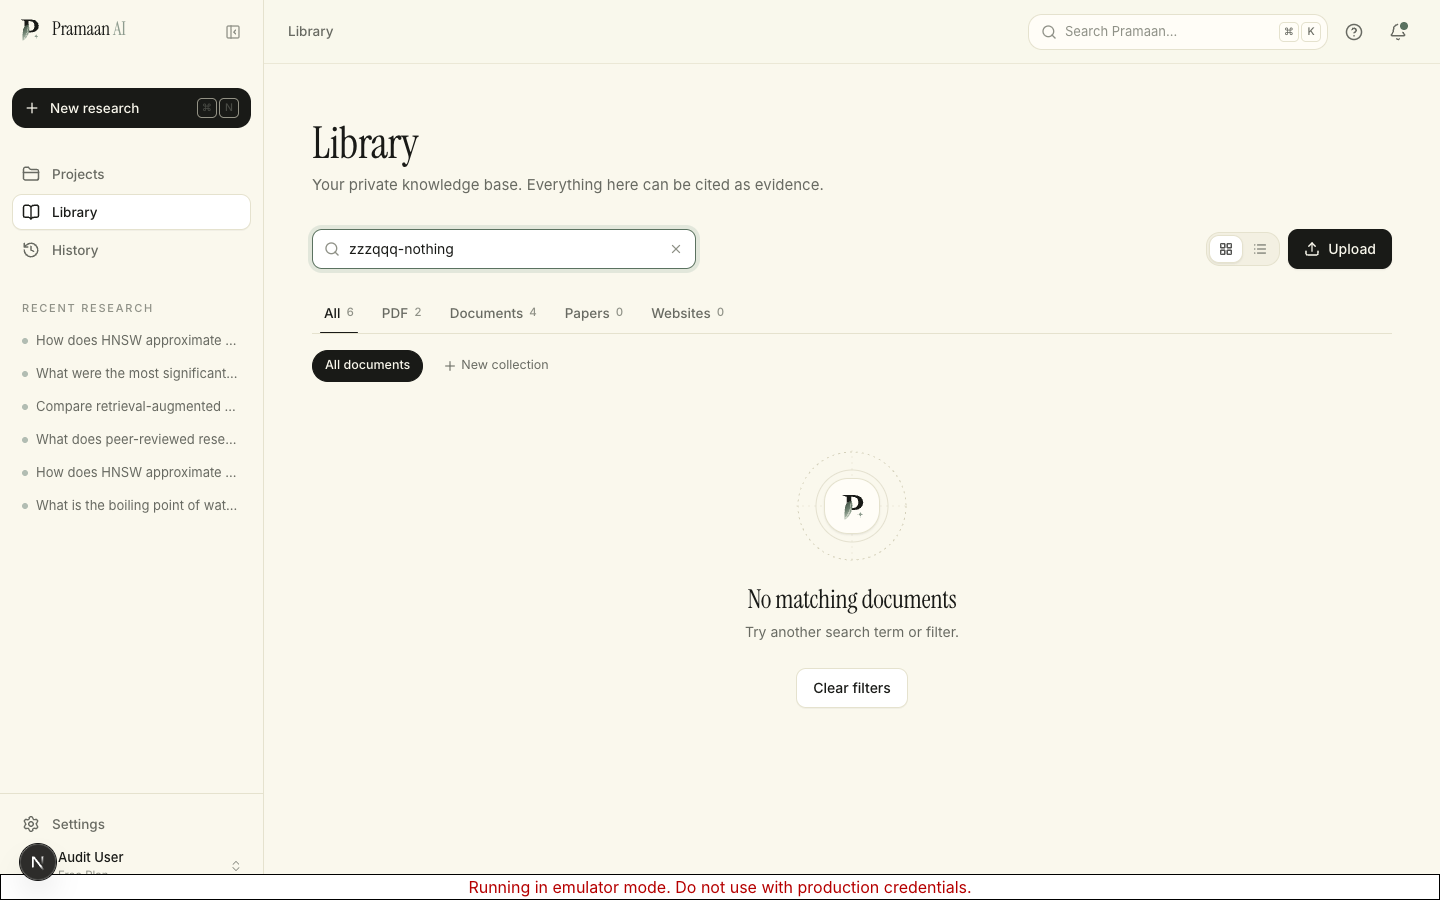 Pramaan AI
Library
Search Pramaan...
⌘ K
New research
⌘ N
Projects
Library
History
RECENT RESEARCH
How does HNSW approximate ...
What were the most significant...
Compare retrieval-augmented ...
What does peer-reviewed rese...
How does HNSW approximate ...
What is the boiling point of wat...
Settings
N
Audit User
Free Plan
Library
Your private knowledge base. Everything here can be cited as evidence.
zzzqqq-nothing
Upload
All 6 PDF 2 Documents 4 Papers 0 Websites 0
All documents
New collection
No matching documents
Try another search term or filter.
Clear filters
Running in emulator mode. Do not use with production credentials.